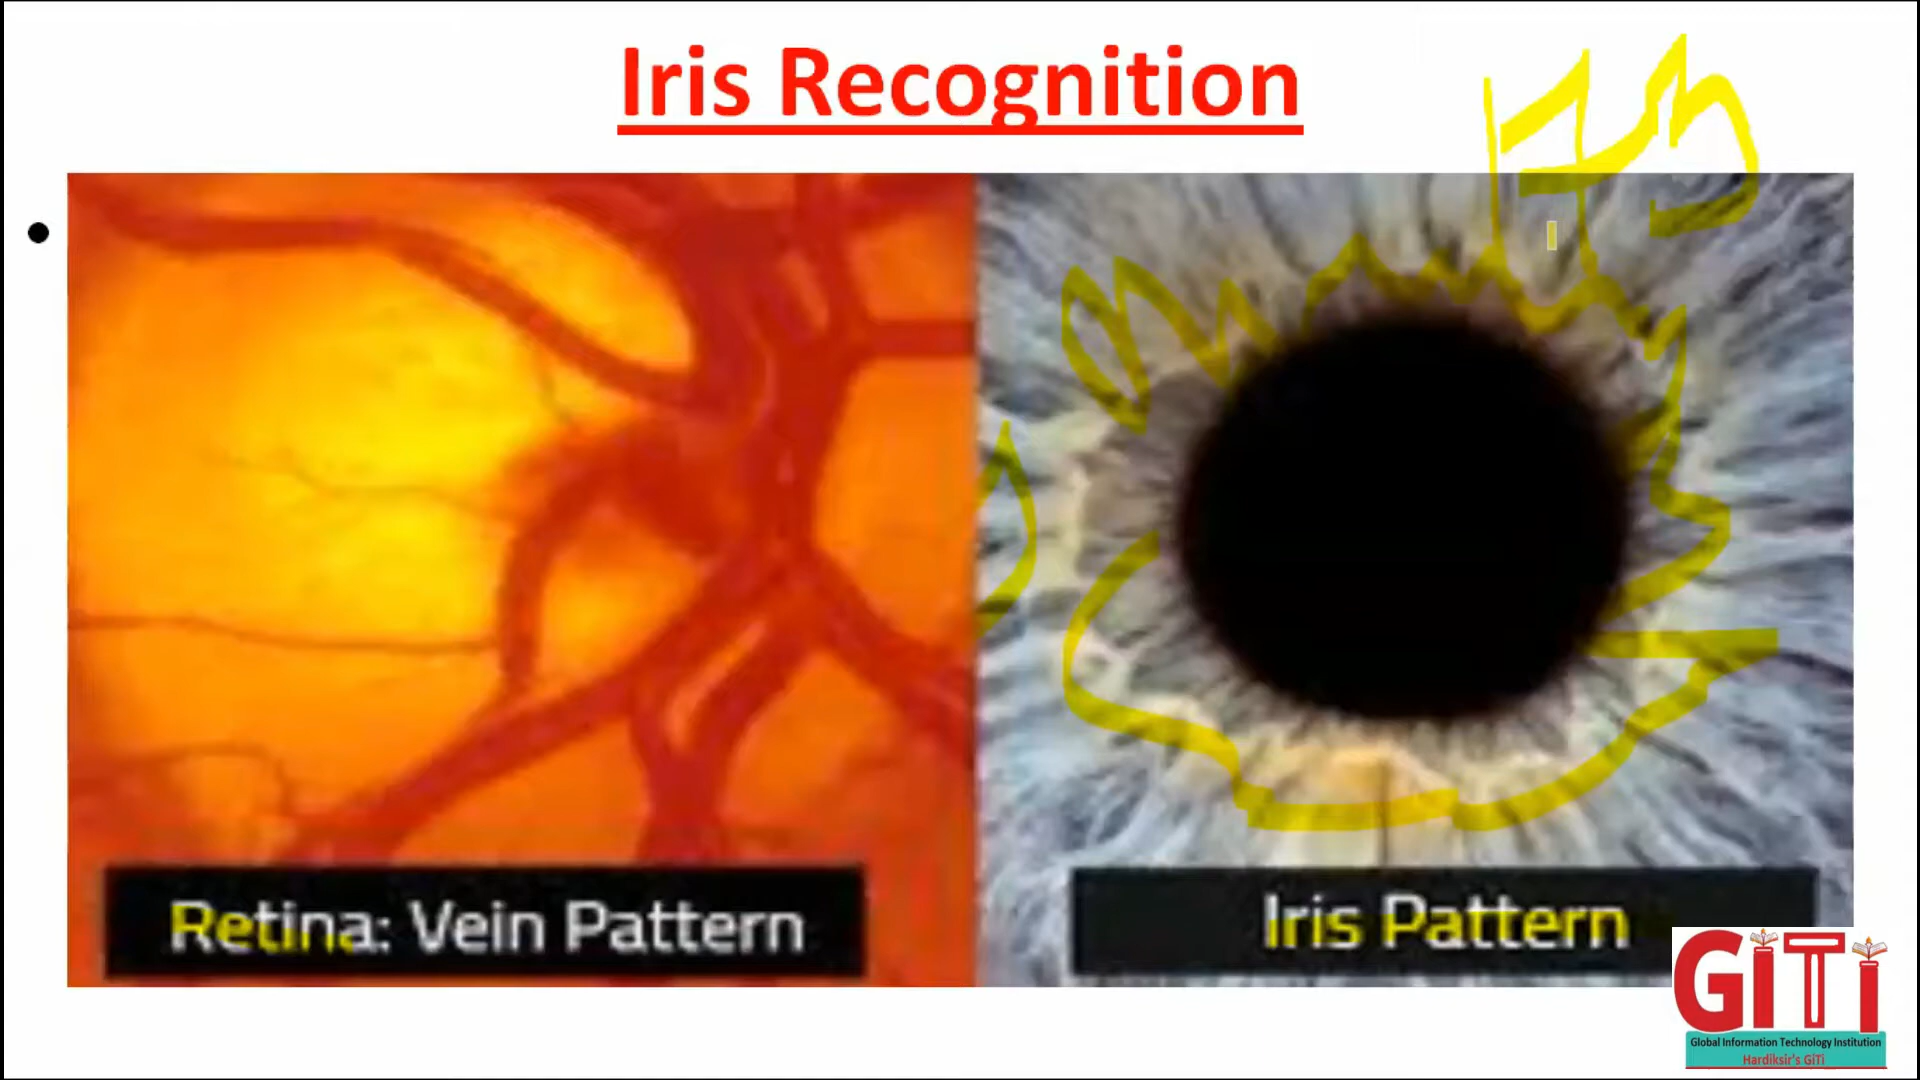 Iris Recognition
Retina: Vein Pattern
Iris Pattern
GiTi
Global Information Technology Institution
Hardiksir's GiTi